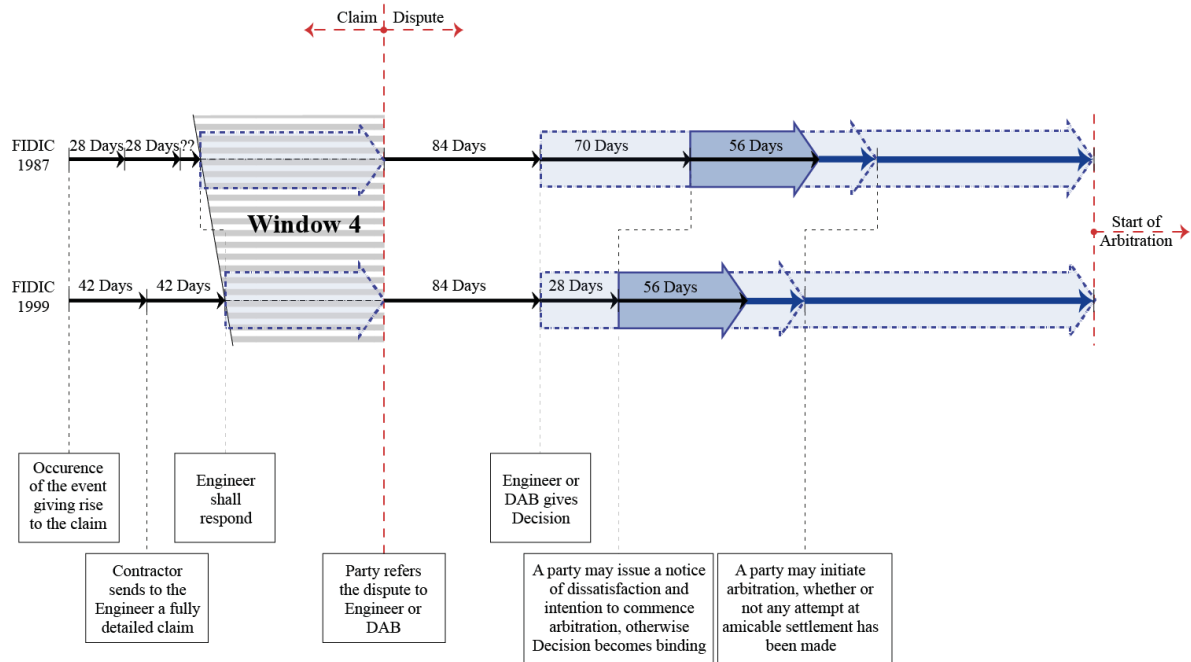 Claim
Dispute
FIDIC
1987
28 Days
28 Days
??
84 Days
70 Days
56 Days
Window 4
Start of
Arbitration
FIDIC
1999
42 Days
42 Days
84 Days
28 Days
56 Days
Occurence
of the event
giving rise
to the claim
Engineer
shall
respond
Engineer or
DAB gives
Decision
Contractor
sends to the
Engineer a fully
detailed claim
Party refers
the dispute to
Engineer or
DAB
A party may issue a notice
of dissatisfaction and
intention to commence
arbitration, otherwise
Decision becomes binding
A party may initiate
arbitration, whether or
not any attempt at
amicable settlement has
been made